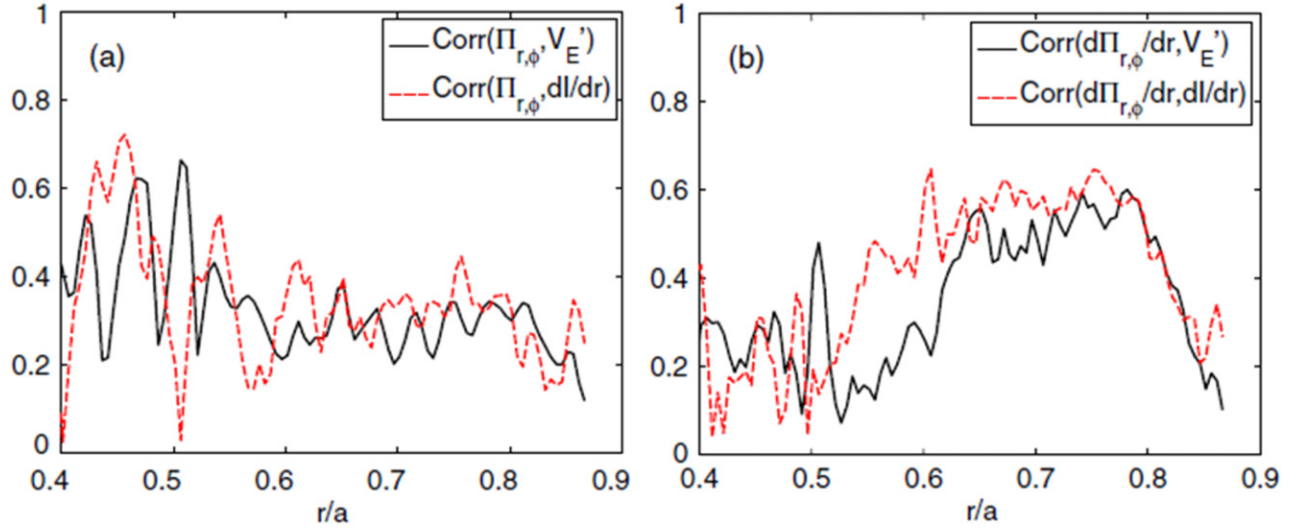 (a)
Corr(Π_{r,ϕ},V_E')
Corr(Π_{r,ϕ},dI/dr)
1
0.8
0.6
0.4
0.2
0
0.4 0.5 0.6 0.7 0.8 0.9
r/a
(b)
Corr(dΠ_{r,ϕ}/dr,V_E')
Corr(dΠ_{r,ϕ}/dr,dI/dr)
1
0.8
0.6
0.4
0.2
0
0.4 0.5 0.6 0.7 0.8 0.9
r/a